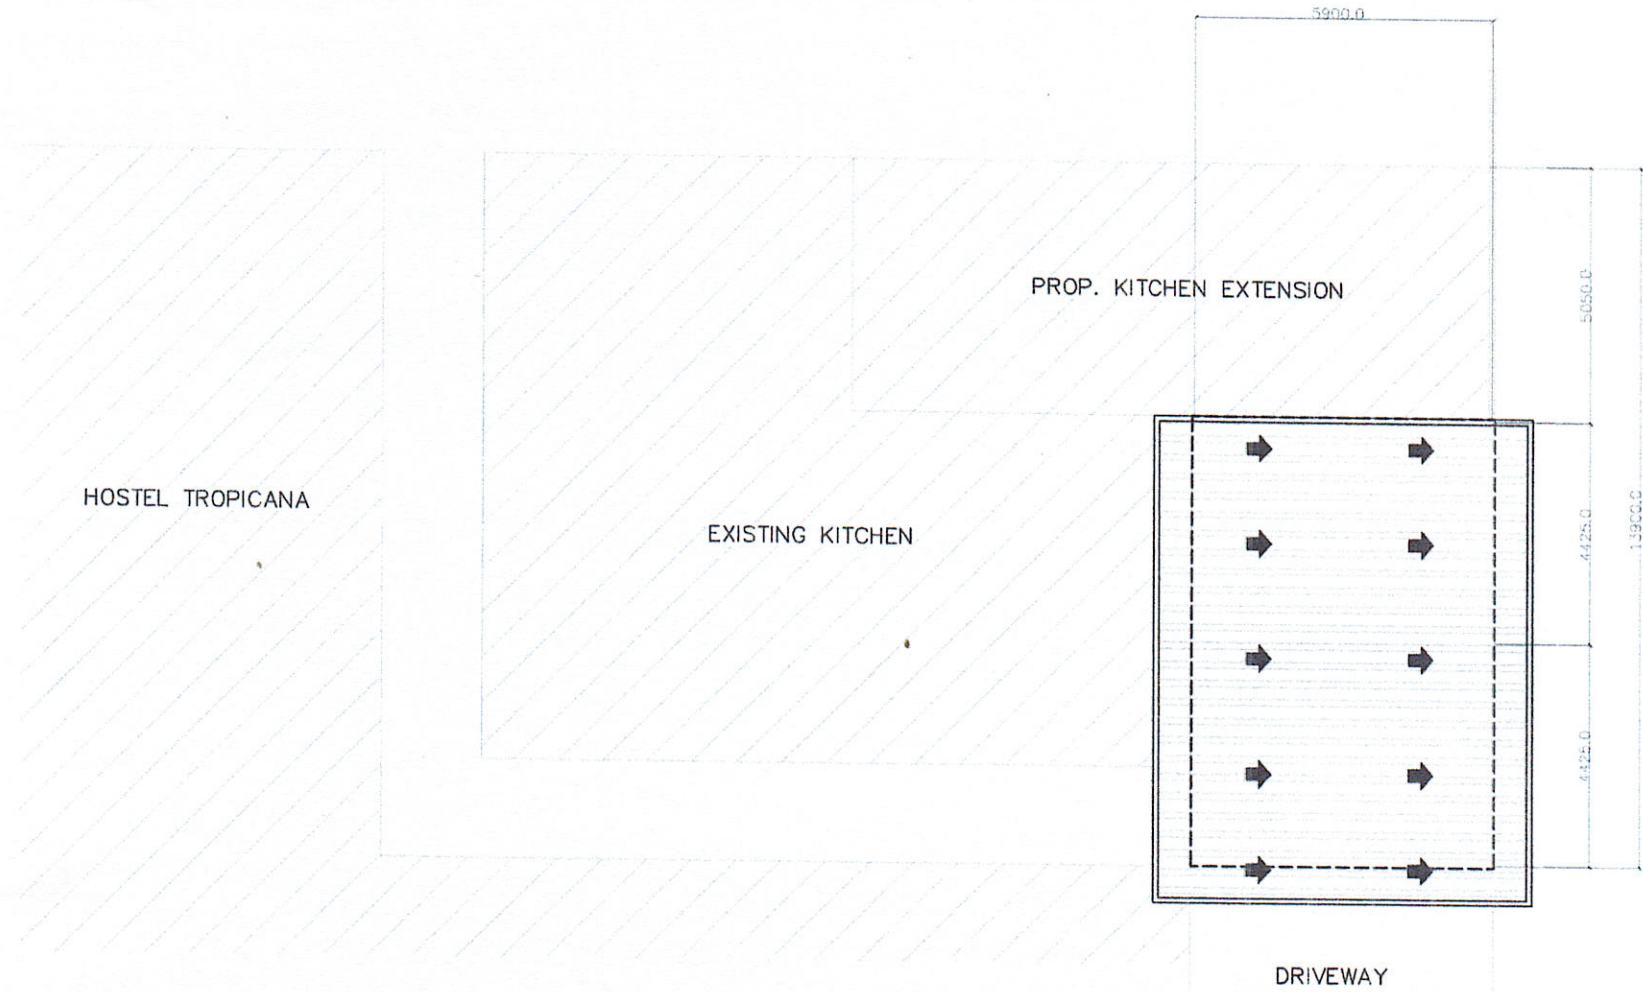 5900.0
PROP. KITCHEN EXTENSION
5050.0
HOSTEL TROPICANA
EXISTING KITCHEN
4425.0
13900.0
4425.0
DRIVEWAY